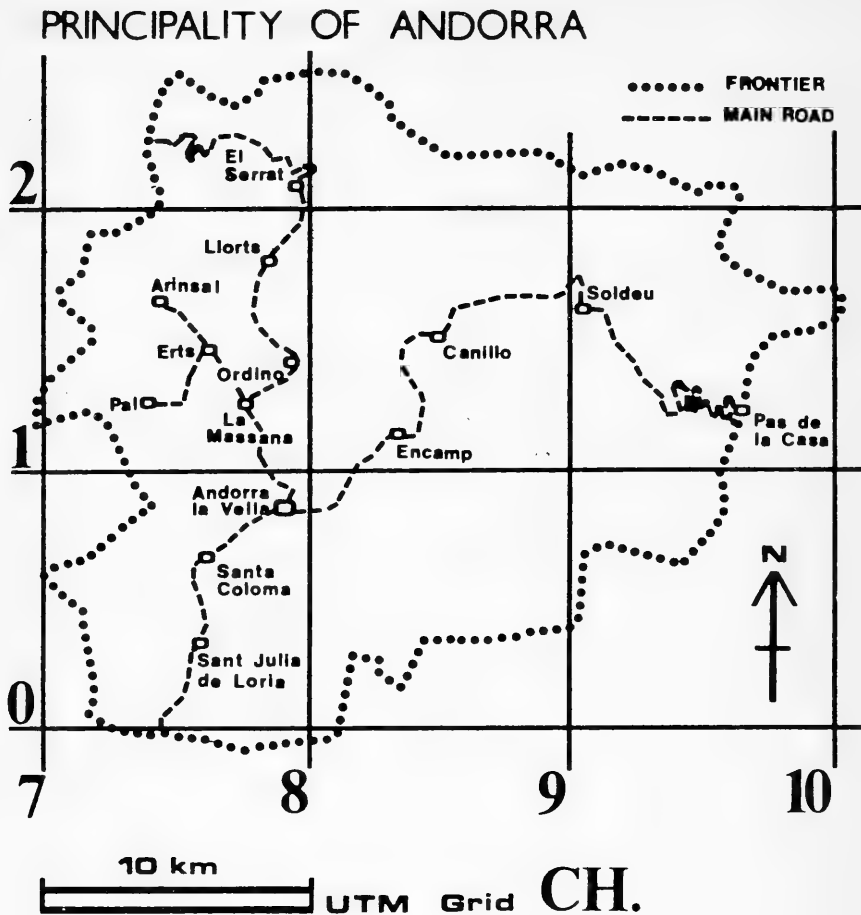 PRINCIPALITY OF ANDORRA
FRONTIER
MAIN ROAD
El
Serrat
2
Llorts
Arinsal
Soldeu
Erts
Canillo
Ordino
Pal
La
Massana
Pas de
la Casa
Encamp
1
Andorra
la Vella
N
Santa
Coloma
Sant Julia
de Loria
0
7
8
9
10
10 km
UTM Grid CH.